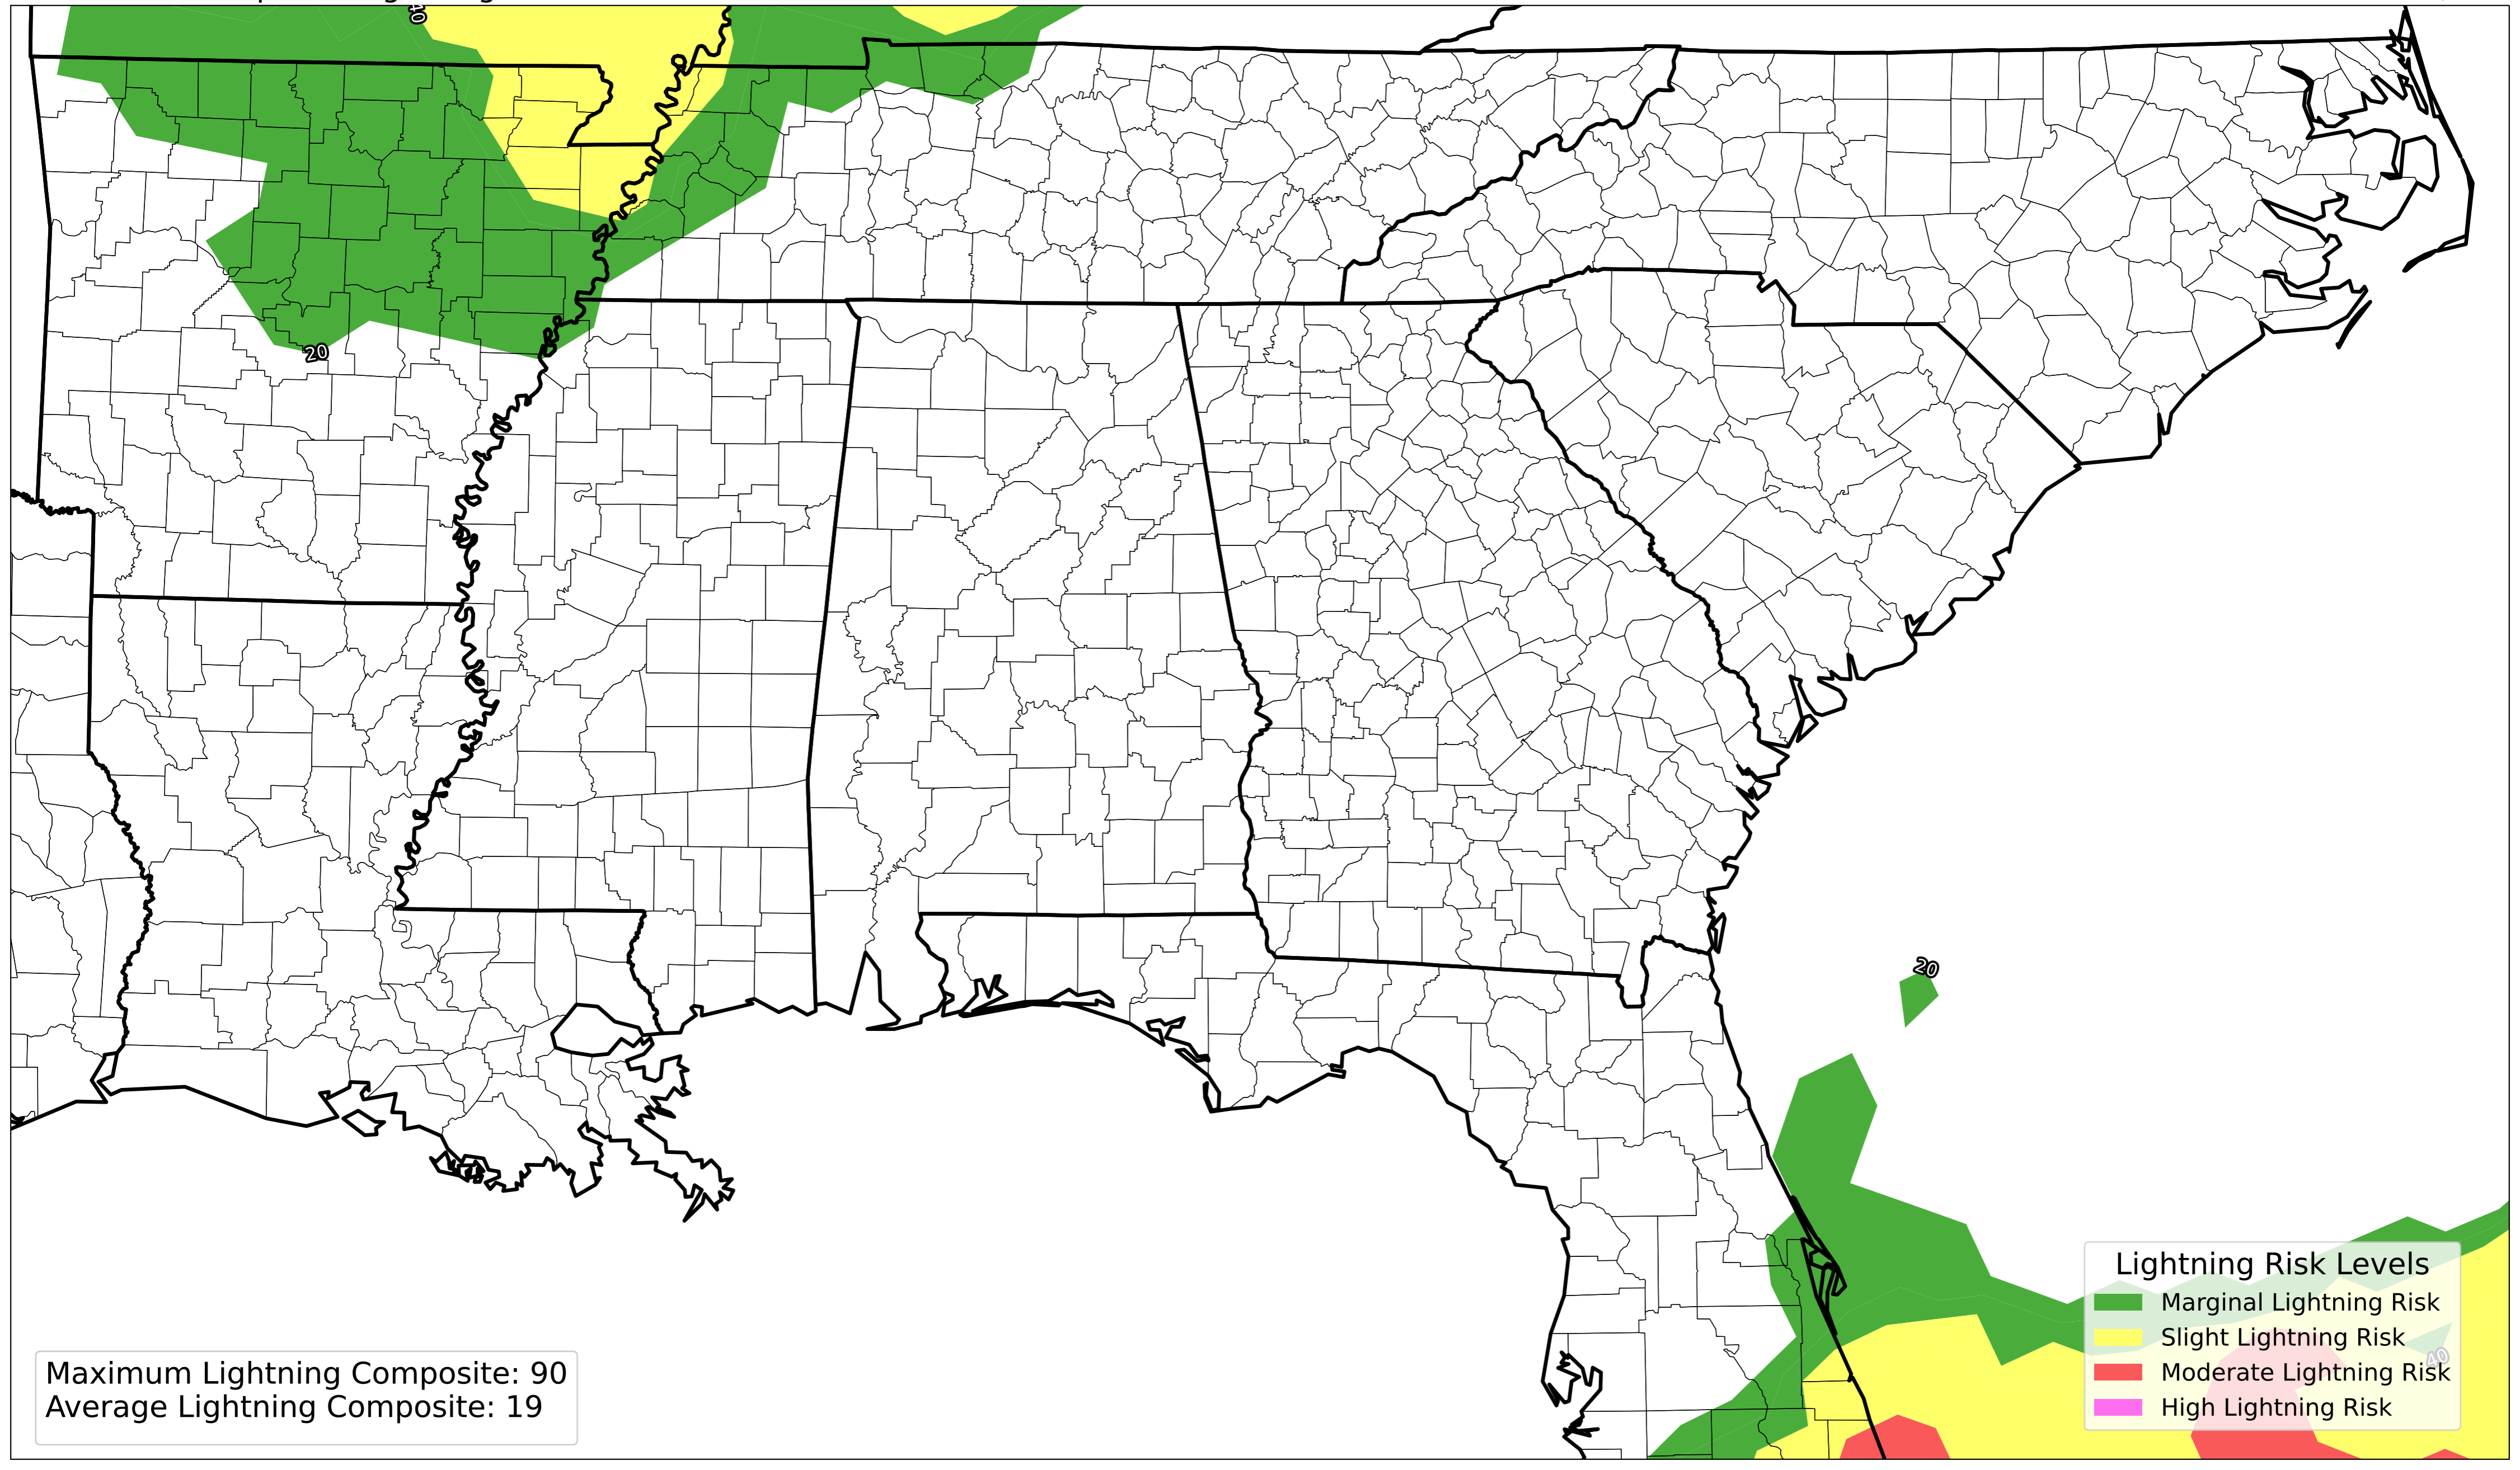 40
20
20
Lightning Risk Levels
Marginal Lightning Risk
Slight Lightning Risk
40
Moderate Lightning Risk
High Lightning Risk
Maximum Lightning Composite: 90
Average Lightning Composite: 19